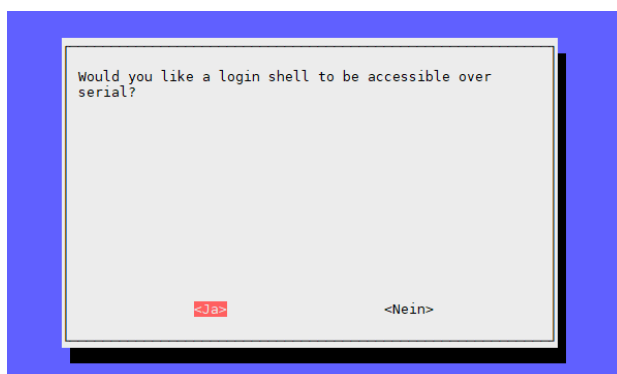 Would you like a login shell to be accessible over
serial?
<Ja> <Nein>